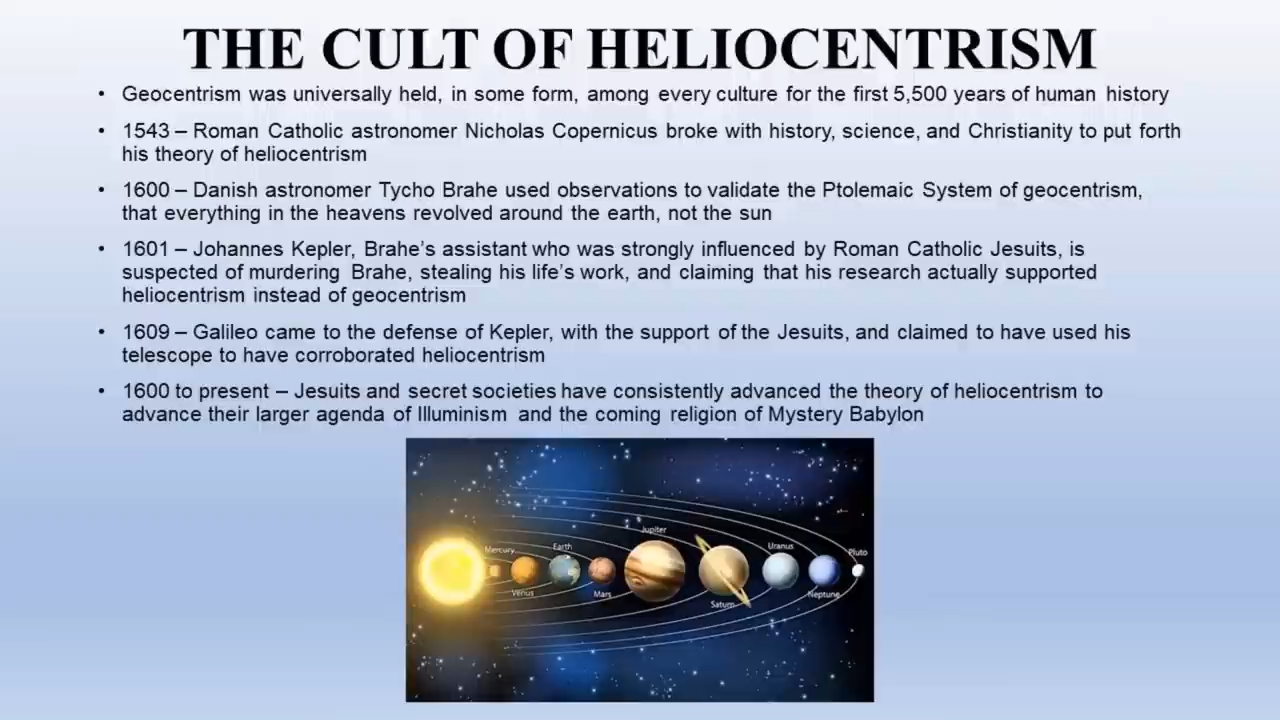 THE CULT OF HELIOCENTRISM
• Geocentrism was universally held, in some form, among every culture for the first 5,500 years of human history
• 1543 – Roman Catholic astronomer Nicholas Copernicus broke with history, science, and Christianity to put forth
his theory of heliocentrism
• 1600 – Danish astronomer Tycho Brahe used observations to validate the Ptolemaic System of geocentrism,
that everything in the heavens revolved around the earth, not the sun
• 1601 – Johannes Kepler, Brahe's assistant who was strongly influenced by Roman Catholic Jesuits, is
suspected of murdering Brahe, stealing his life's work, and claiming that his research actually supported
heliocentrism instead of geocentrism
• 1609 – Galileo came to the defense of Kepler, with the support of the Jesuits, and claimed to have used his
telescope to have corroborated heliocentrism
• 1600 to present – Jesuits and secret societies have consistently advanced the theory of heliocentrism to
advance their larger agenda of Illuminism and the coming religion of Mystery Babylon
Mercury
Venus
Earth
Mars
Jupiter
Saturn
Uranus
Neptune
Pluto